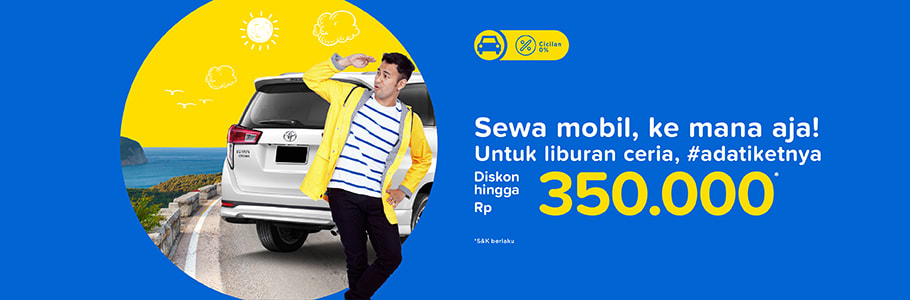 Cicilan
0%
Sewa mobil, ke mana aja!
Untuk liburan ceria, #adatiketnya
Diskon
hingga
Rp
350.000*
*S&K berlaku